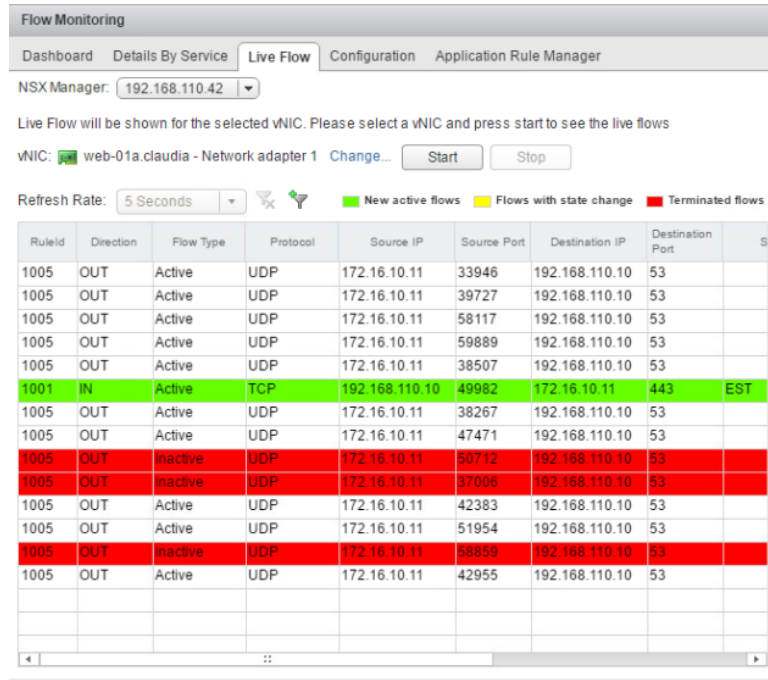 Flow Monitoring
Dashboard Details By Service Live Flow Configuration Application Rule Manager
NSX Manager: 192.168.110.42
Live Flow will be shown for the selected vNIC. Please select a vNIC and press start to see the live flows
vNIC: web-01a.claudia - Network adapter 1 Change... Start Stop
Refresh Rate: 5 Seconds New active flows Flows with state change Terminated flows
RuleId Direction Flow Type Protocol Source IP Source Port Destination IP Destination Port S
1005 OUT Active UDP 172.16.10.11 33946 192.168.110.10 53
1005 OUT Active UDP 172.16.10.11 39727 192.168.110.10 53
1005 OUT Active UDP 172.16.10.11 58117 192.168.110.10 53
1005 OUT Active UDP 172.16.10.11 59889 192.168.110.10 53
1005 OUT Active UDP 172.16.10.11 38507 192.168.110.10 53
1001 IN Active TCP 192.168.110.10 49982 172.16.10.11 443 EST
1005 OUT Active UDP 172.16.10.11 38267 192.168.110.10 53
1005 OUT Active UDP 172.16.10.11 47471 192.168.110.10 53
1005 OUT Inactive UDP 172.16.10.11 50712 192.168.110.10 53
1005 OUT Inactive UDP 172.16.10.11 37006 192.168.110.10 53
1005 OUT Active UDP 172.16.10.11 42383 192.168.110.10 53
1005 OUT Active UDP 172.16.10.11 51954 192.168.110.10 53
1005 OUT Inactive UDP 172.16.10.11 58859 192.168.110.10 53
1005 OUT Active UDP 172.16.10.11 42955 192.168.110.10 53